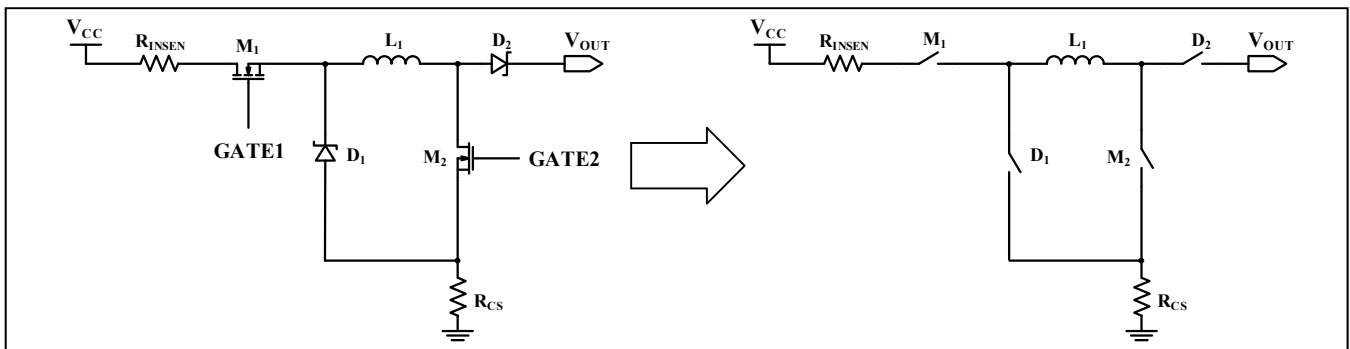 VCC
RINSEN
M1
L1
D2
VOUT
GATE1
D1
M2
GATE2
RCS
VCC
RINSEN
M1
L1
D2
VOUT
D1
M2
RCS